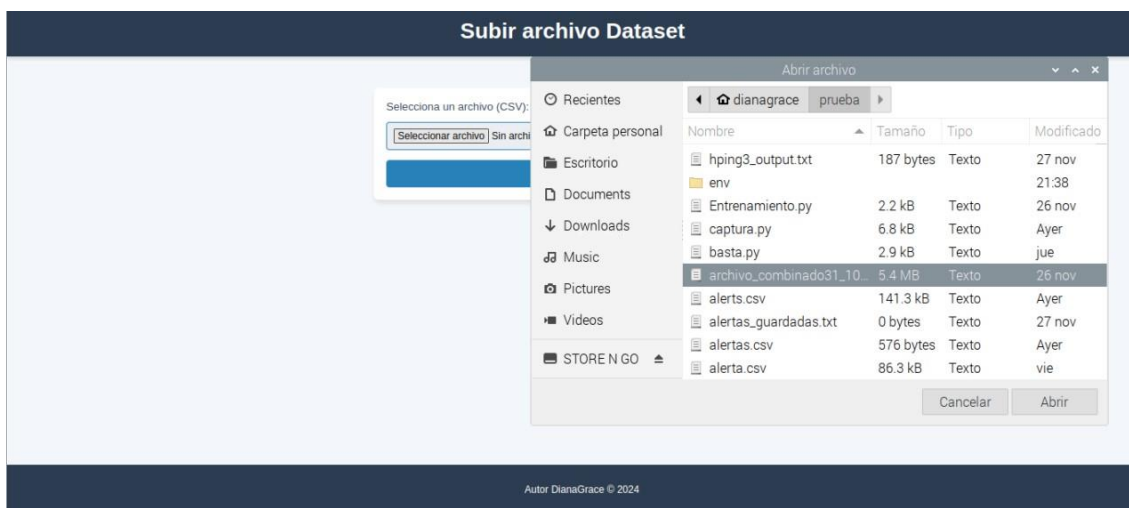 Subir archivo Dataset
Abrir archivo
Selecciona un archivo (CSV):
Seleccionar archivo Sin archi
Recientes
Carpeta personal
Escritorio
Documents
Downloads
Music
Pictures
Videos
STORE N GO
dianagrace prueba
Nombre Tamaño Tipo Modificado
hping3_output.txt 187 bytes Texto 27 nov
env 21:38
Entrenamiento.py 2.2 kB Texto 26 nov
captura.py 6.8 kB Texto Ayer
basta.py 2.9 kB Texto jue
archivo_combinado31_10... 5.4 MB Texto 26 nov
alerts.csv 141.3 kB Texto Ayer
alertas_guardadas.txt 0 bytes Texto 27 nov
alertas.csv 576 bytes Texto Ayer
alerta.csv 86.3 kB Texto vie
Cancelar Abrir
Autor DianaGrace © 2024